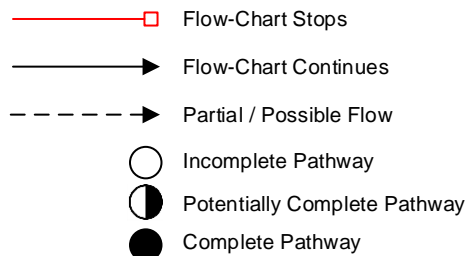 Flow-Chart Stops
Flow-Chart Continues
Partial / Possible Flow
Incomplete Pathway
Potentially Complete Pathway
Complete Pathway